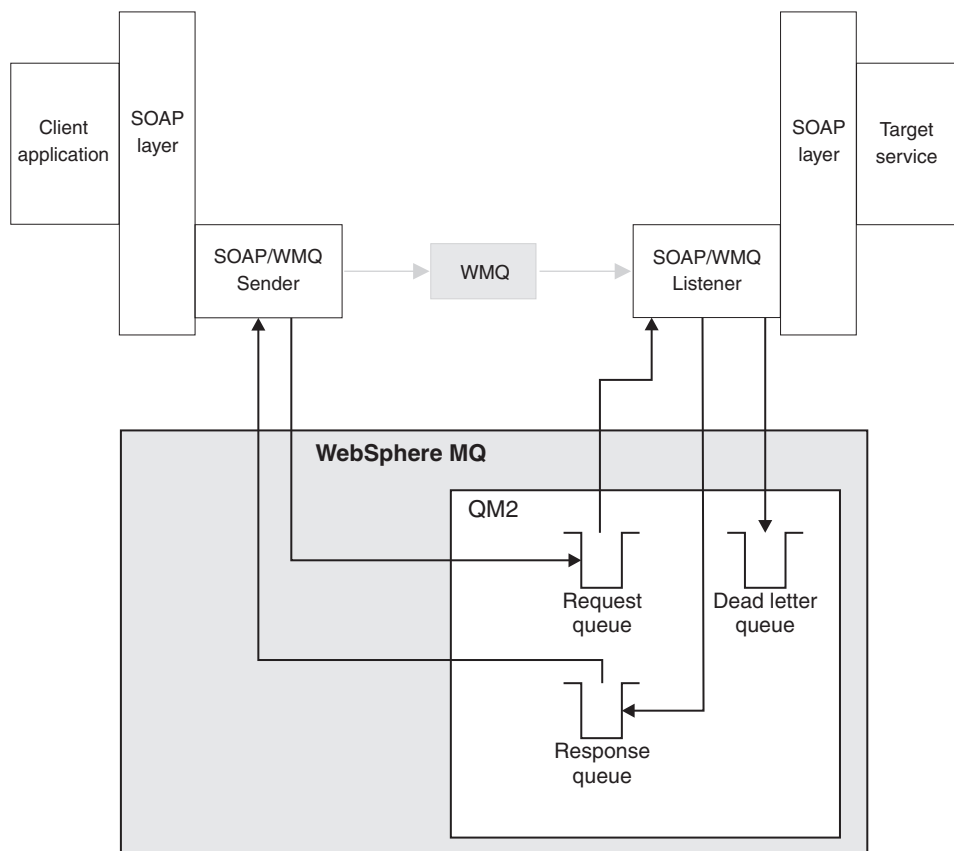 Client
application
SOAP
layer
SOAP/WMQ
Sender
WMQ
SOAP/WMQ
Listener
SOAP
layer
Target
service
WebSphere MQ
QM2
Request
queue
Dead letter
queue
Response
queue